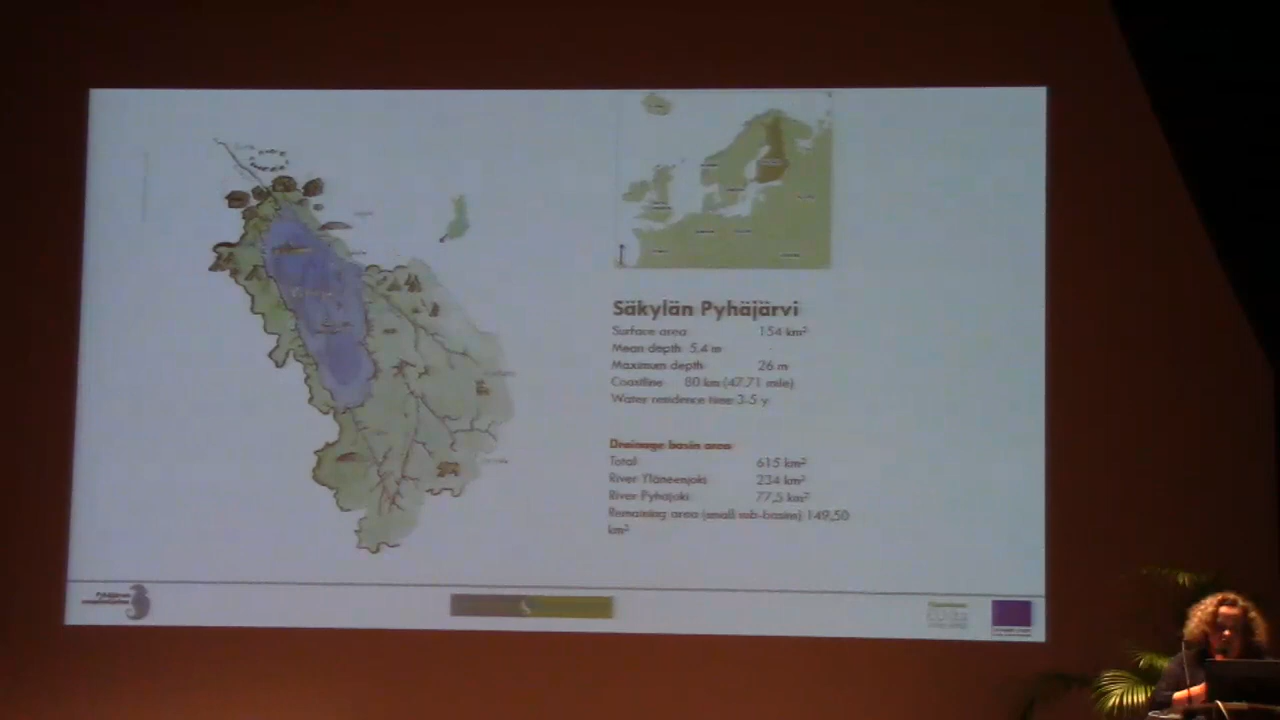 Säkylän Pyhäjärvi
Surface area 154 km²
Mean depth 5.4 m
Maximum depth 26 m
Coastline 80 km (47.71 mile)
Water residence time 3-5 y
Drainage basin area
Total 615 km²
River Yläneenjoki 234 km²
River Pyhäjoki 77,5 km²
Remaining area (small sub-basins) 149,50
km²